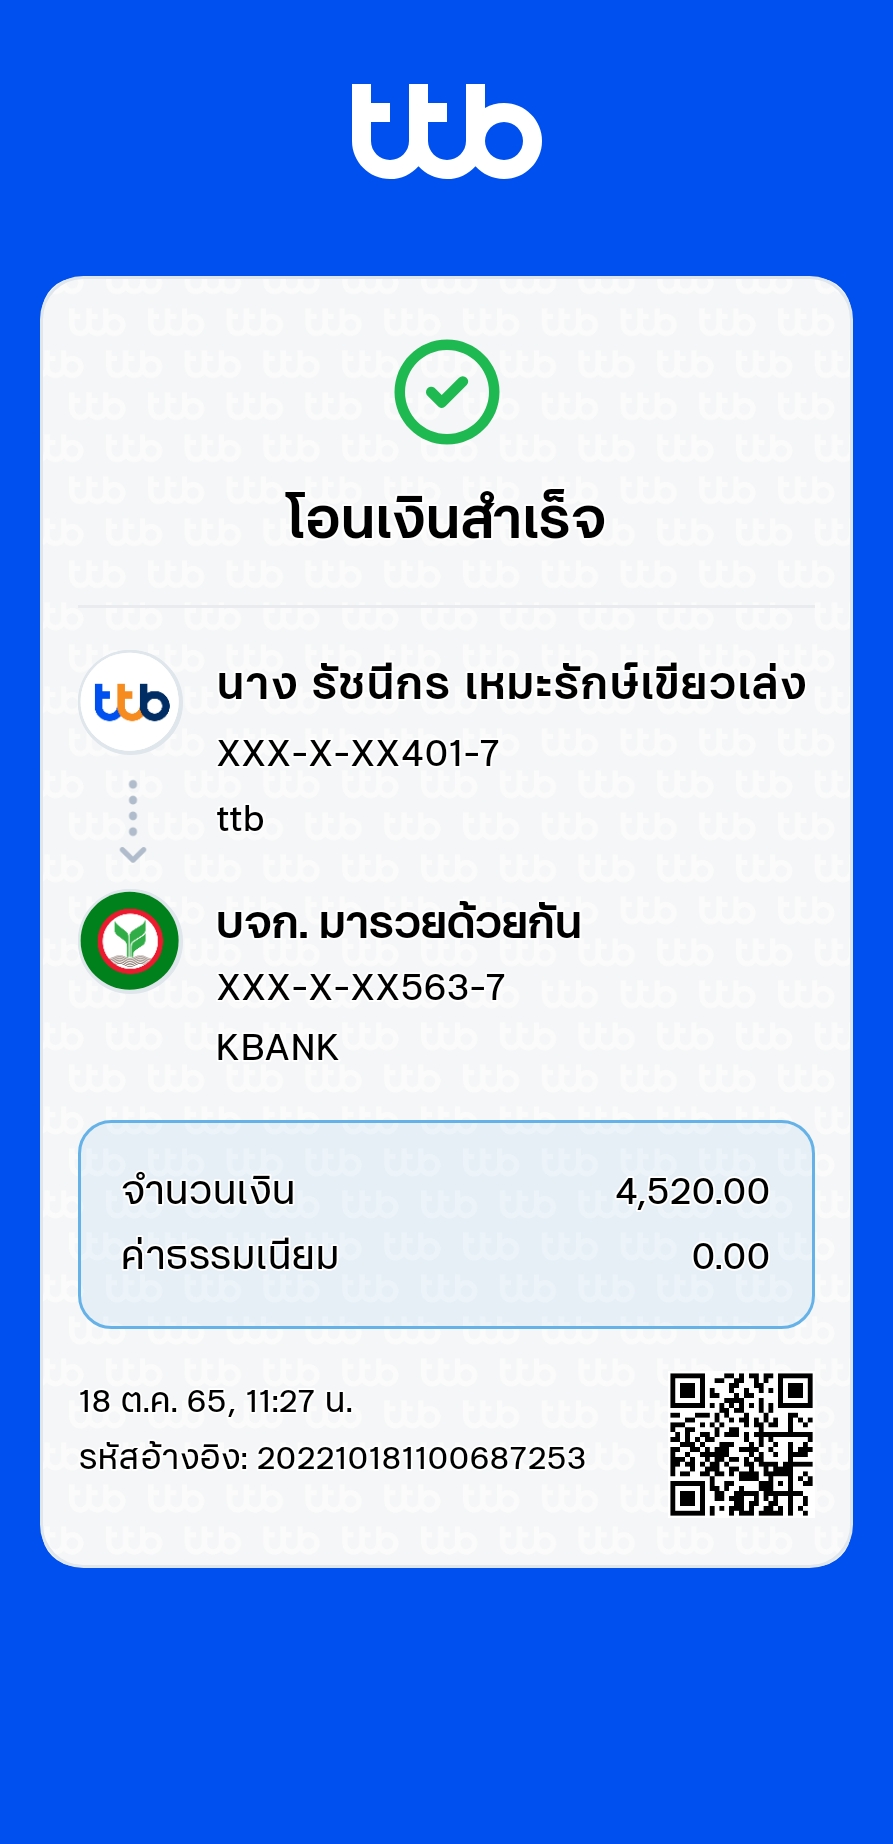 ttb
โอนเงินสำเร็จ
ttb
นาง รัชนีกร เหมะรักษ์เขียวเล่ง
XXX-X-XX401-7
ttb
บจก. มารวยด้วยกัน
XXX-X-XX563-7
KBANK
จำนวนเงิน 4,520.00
ค่าธรรมเนียม 0.00
18 ต.ค. 65, 11:27 น.
รหัสอ้างอิง: 202210181100687253